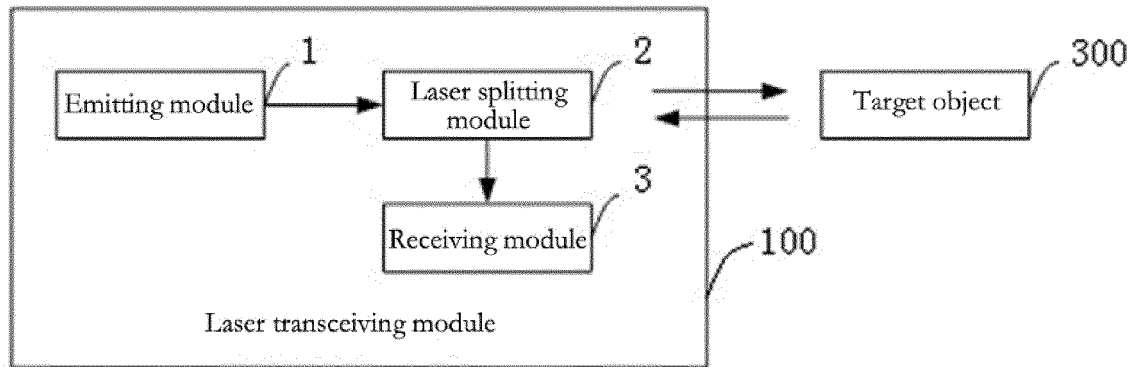 1
2
300
Emitting module
Laser splitting
module
Target object
3
Receiving module
100
Laser transceiving module